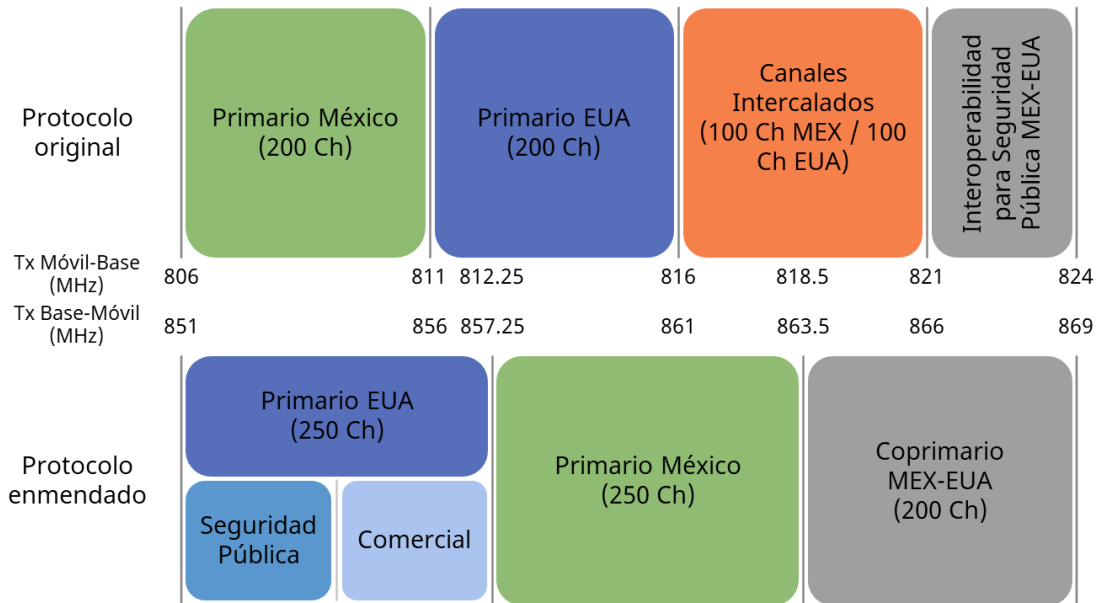 Protocolo
original
Primario México
(200 Ch)
Primario EUA
(200 Ch)
Canales
Intercalados
(100 Ch MEX / 100
Ch EUA)
Interoperabilidad
para Seguridad
Pública MEX-EUA
Tx Móvil-Base
(MHz)
806
811
812.25
816
818.5
821
824
Tx Base-Móvil
(MHz)
851
856
857.25
861
863.5
866
869
Protocolo
enmendado
Primario EUA
(250 Ch)
Seguridad
Pública
Comercial
Primario México
(250 Ch)
Coprimario
MEX-EUA
(200 Ch)